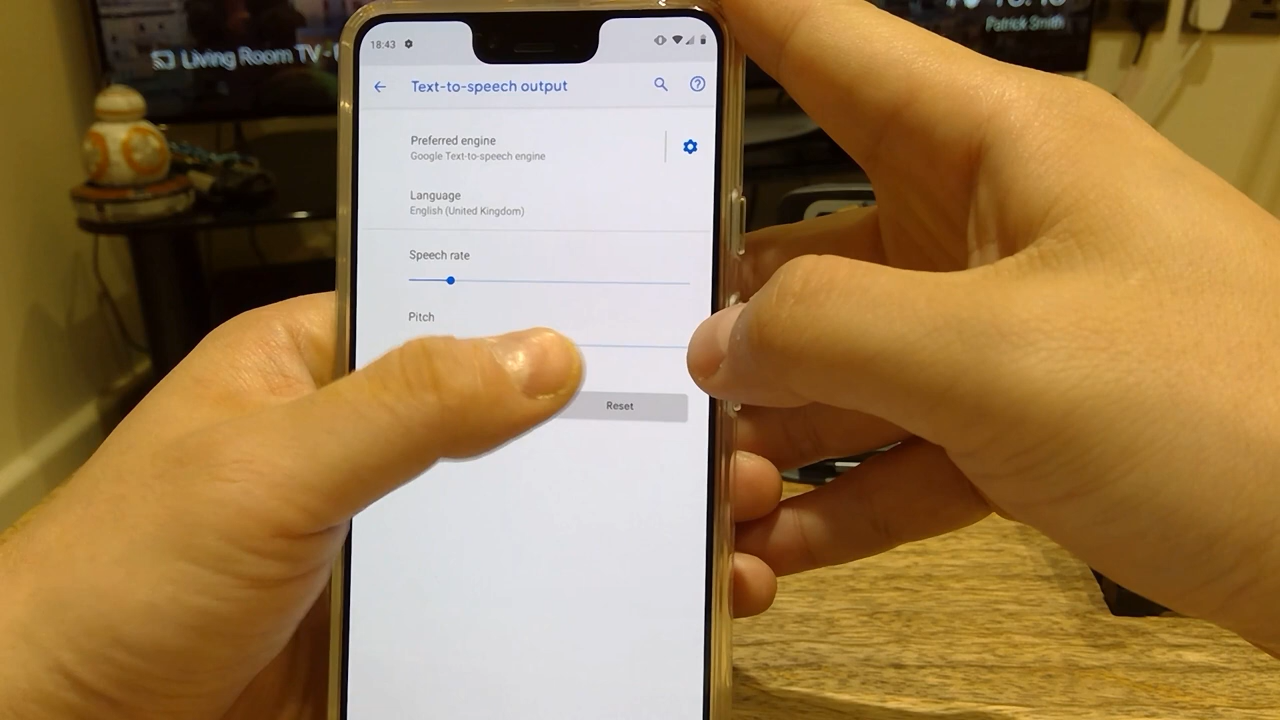 18:43
Living Room TV -
Patrick Smith
Text-to-speech output
Preferred engine
Google Text-to-speech engine
Language
English (United Kingdom)
Speech rate
Pitch
Reset